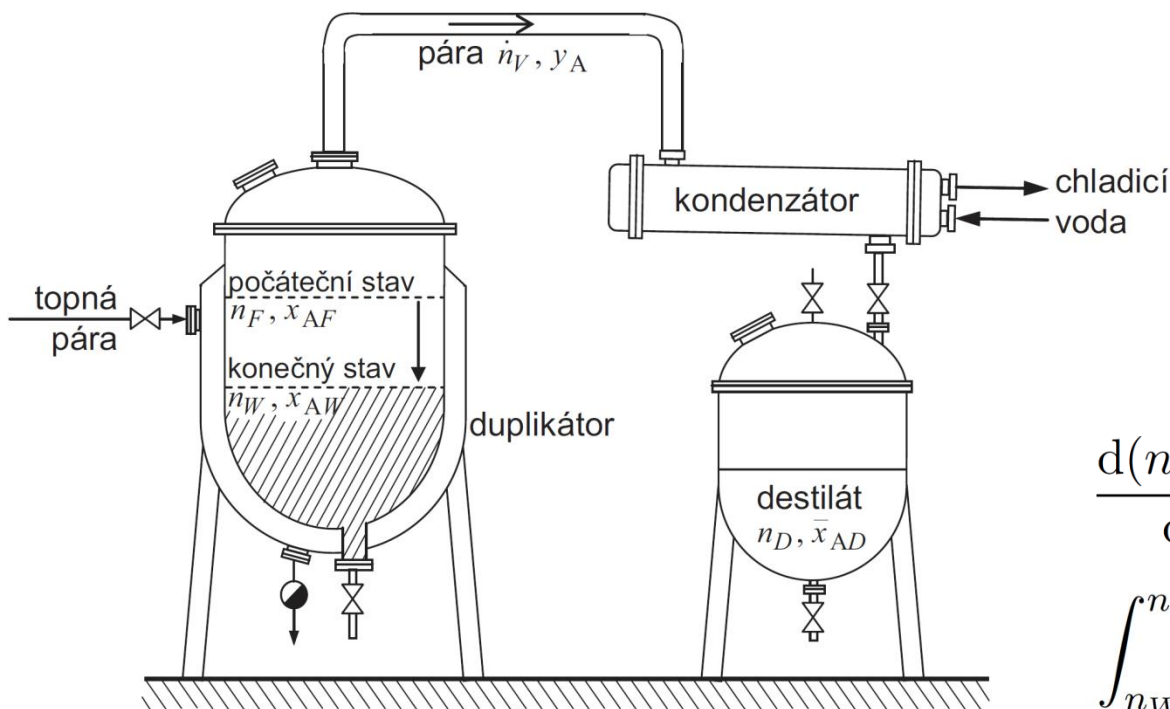 pára ṅ_V, y_A
kondenzátor
chladicí
voda
topná
pára
počáteční stav
n_F, x_AF
konečný stav
n_W, x_AW
duplikátor
destilát
n_D, x̄_AD
d(n
∫ n_W n